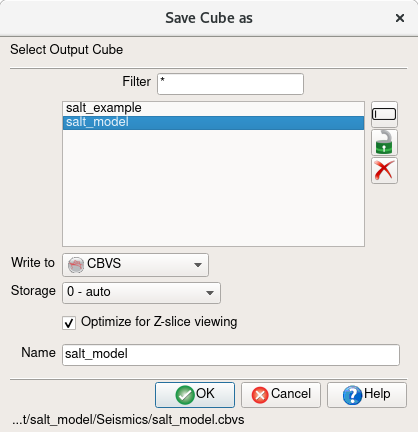 Save Cube as
Select Output Cube
Filter *
salt_example
salt_model
Write to CBVS
Storage 0 - auto
Optimize for Z-slice viewing
Name salt_model
OK Cancel ? Help
...t/salt_model/Seismics/salt_model.cbvs